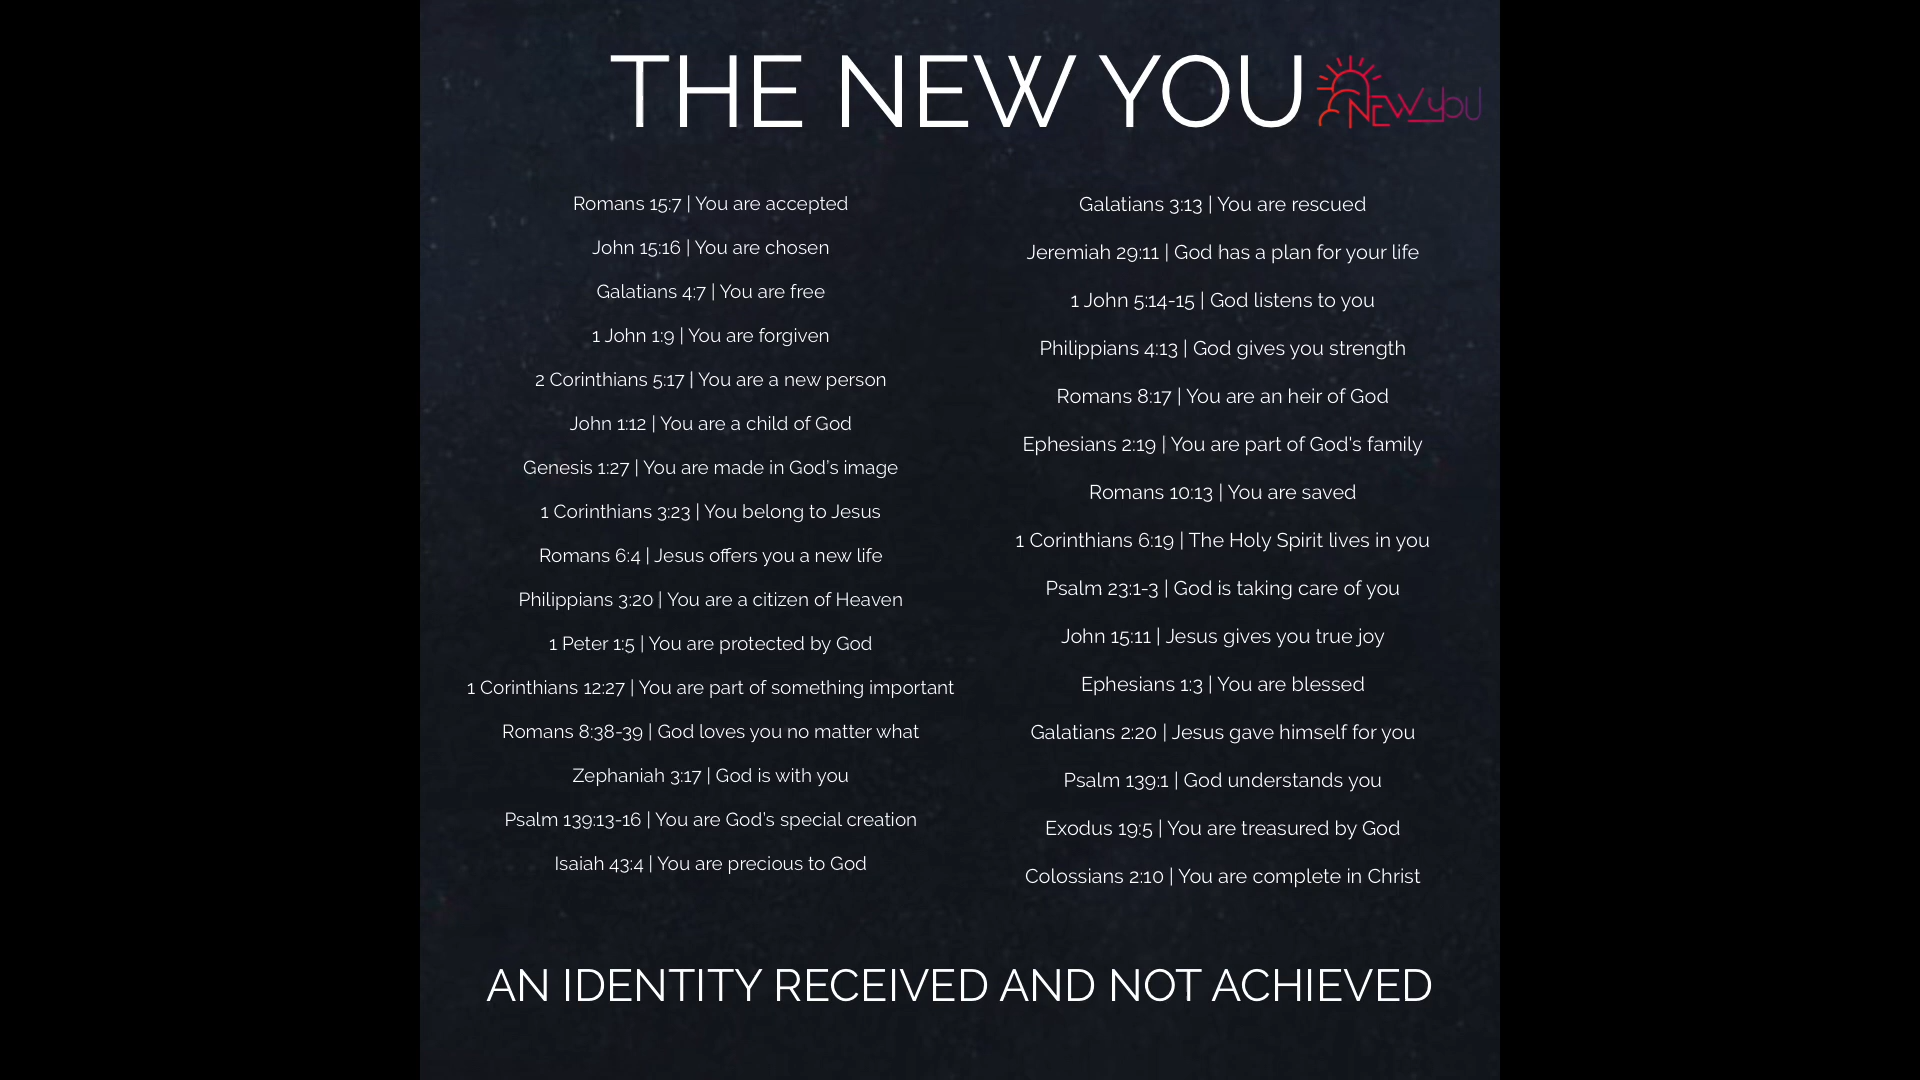 THE NEW YOU
NEW YOU
Romans 15:7 | You are accepted
John 15:16 | You are chosen
Galatians 4:7 | You are free
1 John 1:9 | You are forgiven
2 Corinthians 5:17 | You are a new person
John 1:12 | You are a child of God
Genesis 1:27 | You are made in God's image
1 Corinthians 3:23 | You belong to Jesus
Romans 6:4 | Jesus offers you a new life
Philippians 3:20 | You are a citizen of Heaven
1 Peter 1:5 | You are protected by God
1 Corinthians 12:27 | You are part of something important
Romans 8:38-39 | God loves you no matter what
Zephaniah 3:17 | God is with you
Psalm 139:13-16 | You are God's special creation
Isaiah 43:4 | You are precious to God
Galatians 3:13 | You are rescued
Jeremiah 29:11 | God has a plan for your life
1 John 5:14-15 | God listens to you
Philippians 4:13 | God gives you strength
Romans 8:17 | You are an heir of God
Ephesians 2:19 | You are part of God's family
Romans 10:13 | You are saved
1 Corinthians 6:19 | The Holy Spirit lives in you
Psalm 23:1-3 | God is taking care of you
John 15:11 | Jesus gives you true joy
Ephesians 1:3 | You are blessed
Galatians 2:20 | Jesus gave himself for you
Psalm 139:1 | God understands you
Exodus 19:5 | You are treasured by God
Colossians 2:10 | You are complete in Christ
AN IDENTITY RECEIVED AND NOT ACHIEVED